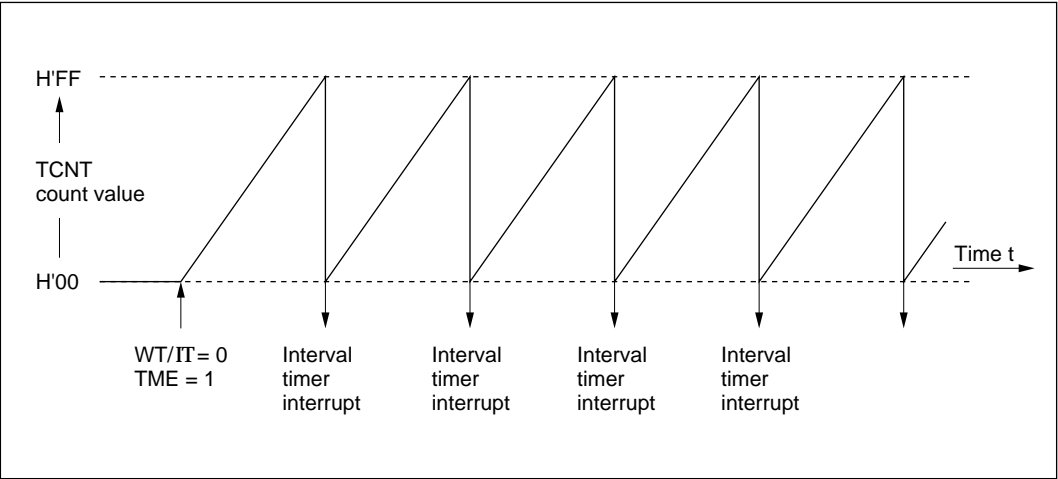 H'FF
TCNT
count value
H'00
Time t
WT/IT = 0
TME = 1
Interval
timer
interrupt
Interval
timer
interrupt
Interval
timer
interrupt
Interval
timer
interrupt